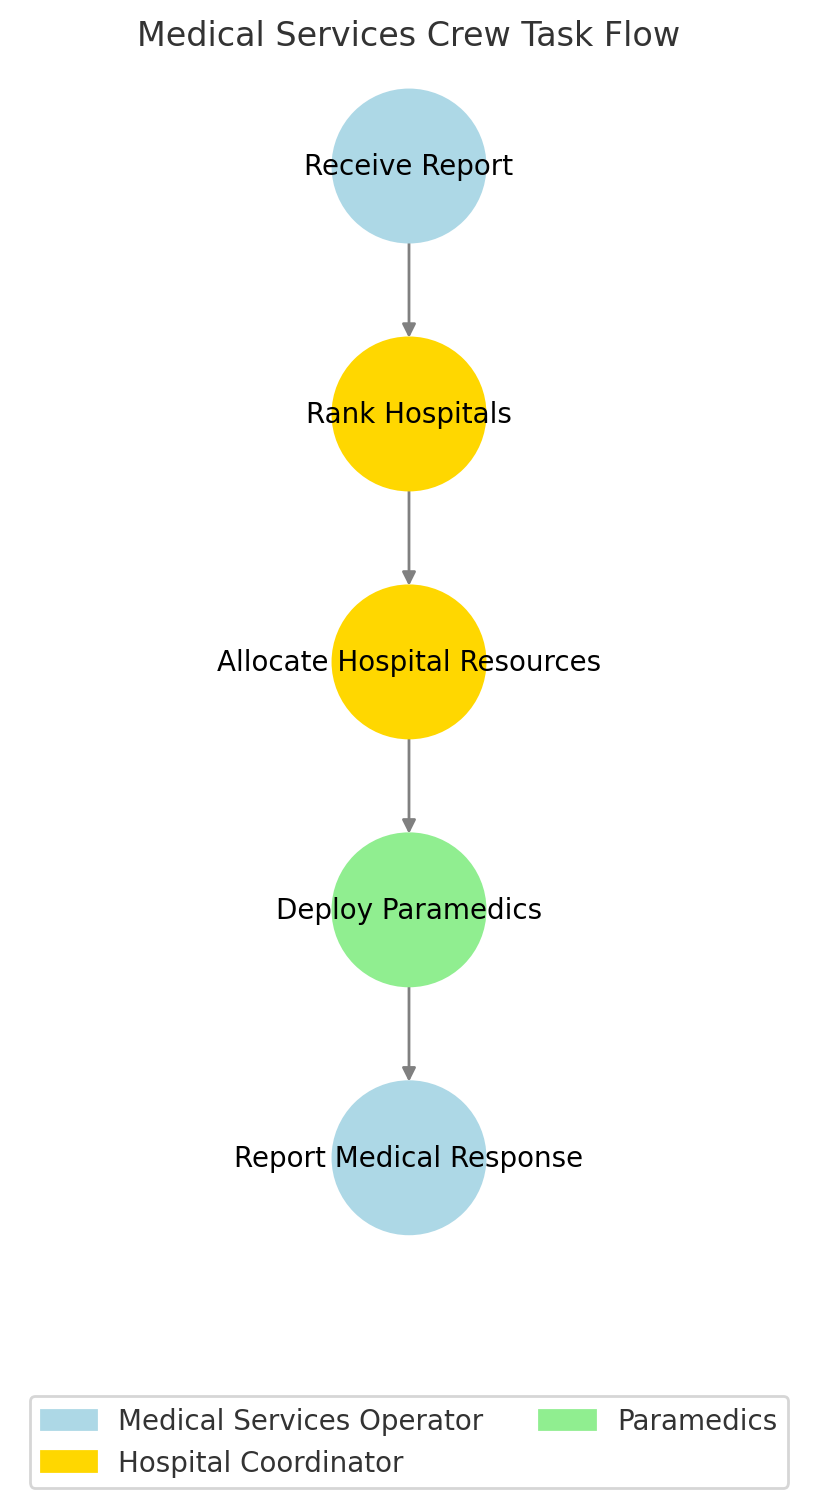 Medical Services Crew Task Flow
Receive Report
Rank Hospitals
Allocate Hospital Resources
Deploy Paramedics
Report Medical Response
Medical Services Operator
Hospital Coordinator
Paramedics